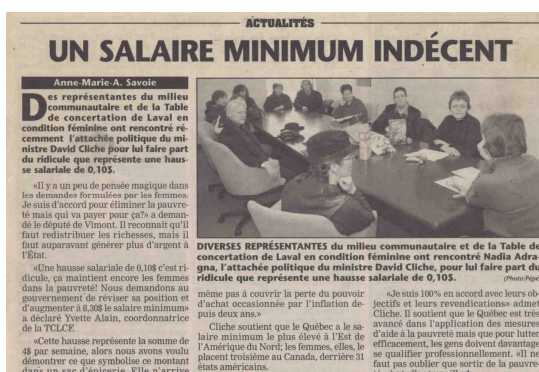 ACTUALITÉS
UN SALAIRE MINIMUM INDÉCENT
Anne-Marie-A. Savoie
Des représentantes du milieu
communautaire et de la Table
de concertation de Laval en
condition féminine ont rencontré ré-
cemment l'attachée politique du mi-
nistre David Cliche pour lui faire part
du ridicule que représente une haus-
se salariale de 0,10$.
«Il y a un peu de pensée magique dans
les demandes formulées par les femmes.
Je suis d'accord pour éliminer la pauvre-
té mais qui va payer pour ça?» a deman-
dé le député de Vimont. Il reconnaît qu'il
faut redistribuer les richesses, mais il
faut auparavant générer plus d'argent à
l'État.
«Une hausse salariale de 0,10$ c'est ri-
dicule, ça maintient encore les femmes
dans la pauvreté! Nous demandons au
gouvernement de réviser sa position et
d'augmenter à 8,30$ le salaire minimum»
a déclaré Yvette Alain, coordonnatrice
de la TCLCF.
«Cette hausse représente la somme de
4$ par semaine, alors nous avons voulu
démontrer ce que symbolise ce montant
dans un sac d'épicerie. Elle n'arrive
DIVERSES REPRÉSENTANTES du milieu communautaire et de la Table de
concertation de Laval en condition féminine ont rencontré Nadia Adra-
gna, l'attachée politique du ministre David Cliche, pour lui faire part du
ridicule que représente une hausse salariale de 0,10$.
(Photo:Pépé
même pas à couvrir la perte du pouvoir
d'achat occasionnée par l'inflation de-
puis deux ans.»
Cliche soutient que le Québec a le sa-
laire minimum le plus élevé à l'Est de
l'Amérique du Nord; les femmes, elles, le
placent troisième au Canada, derrière 31
états américains.
«Je suis 100% en accord avec leurs ob-
jectifs et leurs revendications» admet
Cliche. Il soutient que le Québec est très
avancé dans l'application des mesures
d'aide à la pauvreté mais que pour lutter
efficacement, les gens doivent davantage
se qualifier professionnellement. «Il ne
faut pas oublier que sortir de la pauvre-